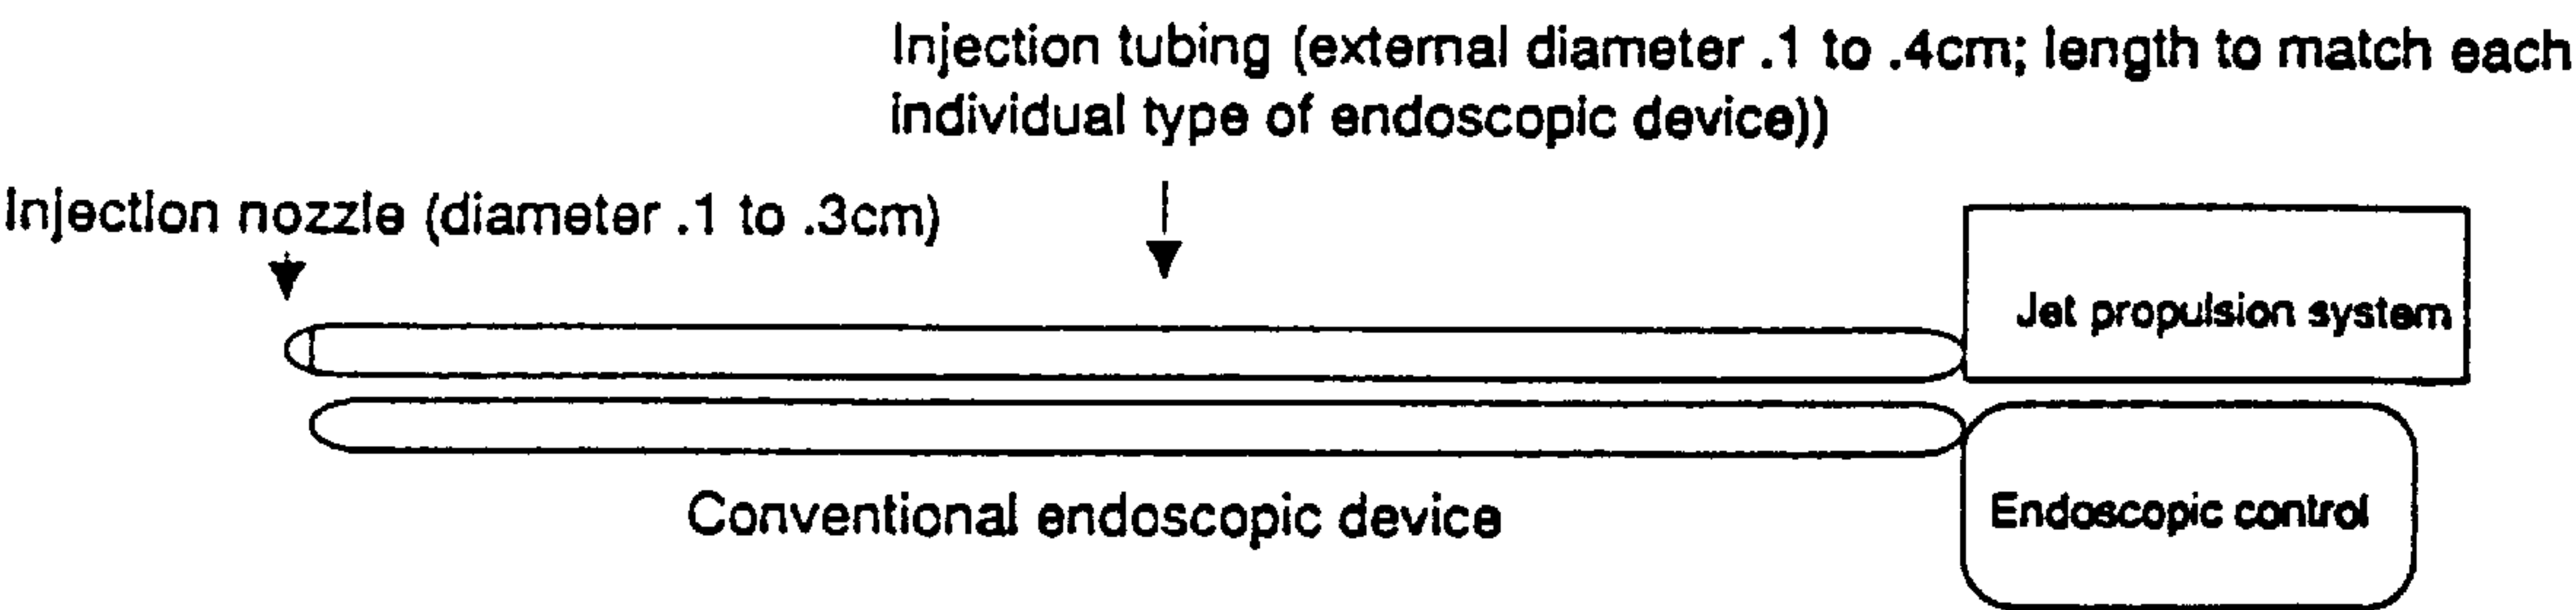 Injection tubing (external diameter .1 to .4cm; length to match each
individual type of endoscopic device))
Injection nozzle (diameter .1 to .3cm)
Jet propulsion system
Conventional endoscopic device
Endoscopic control